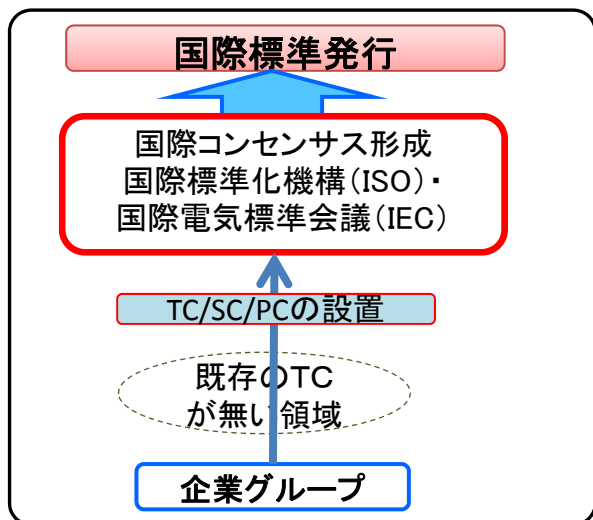 国際標準発行
国際コンセンサス形成
国際標準化機構(ISO)・
国際電気標準会議(IEC)
TC/SC/PCの設置
既存のTC
が無い領域
企業グループ